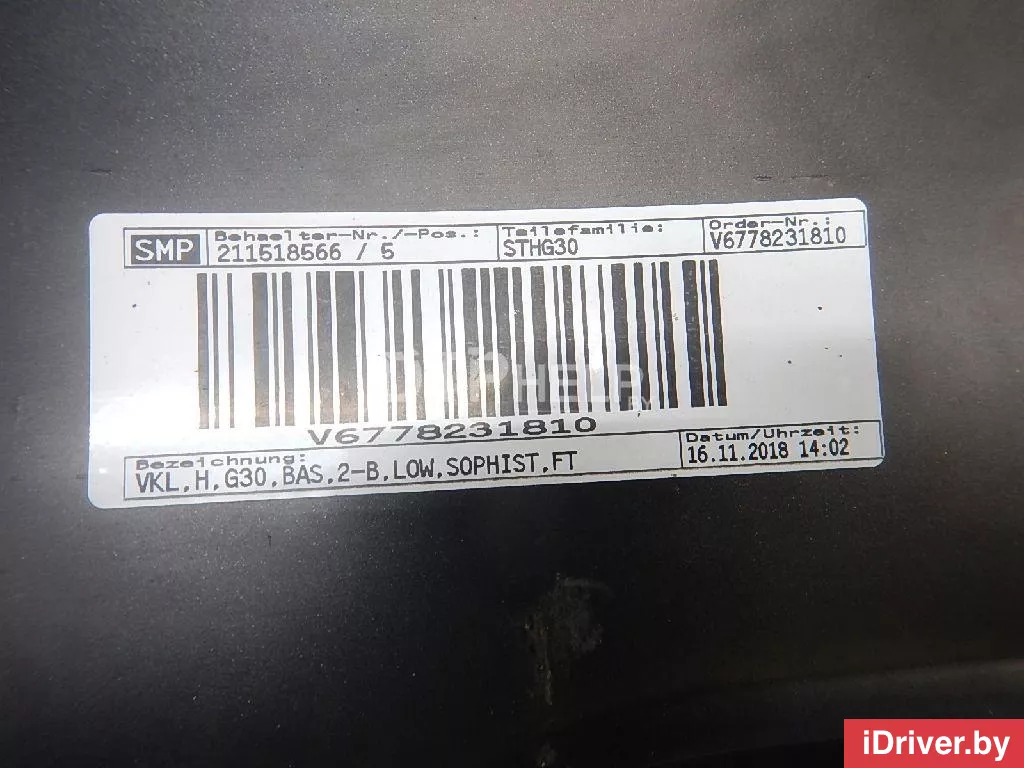 SMP
Behaelter-Nr./-Pos.:
211518566 / 5
Teilefamilie:
STHG30
Order-Nr.:
V6778231810
V6778231810
Bezeichnung:
VKL,H,G30,BAS,2-B,LOW,SOPHIST,FT
Datum/Uhrzeit:
16.11.2018 14:02
iDriver.by